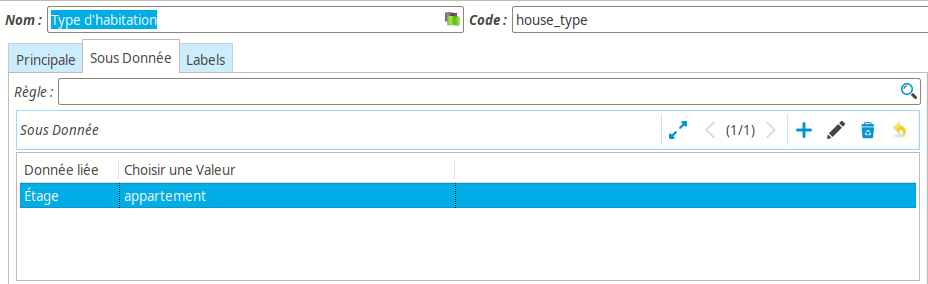 Nom : Type d'habitation Code : house_type
Principale Sous Donnée Labels
Règle :
Sous Donnée (1/1)
Donnée liée Choisir une Valeur
Étage appartement